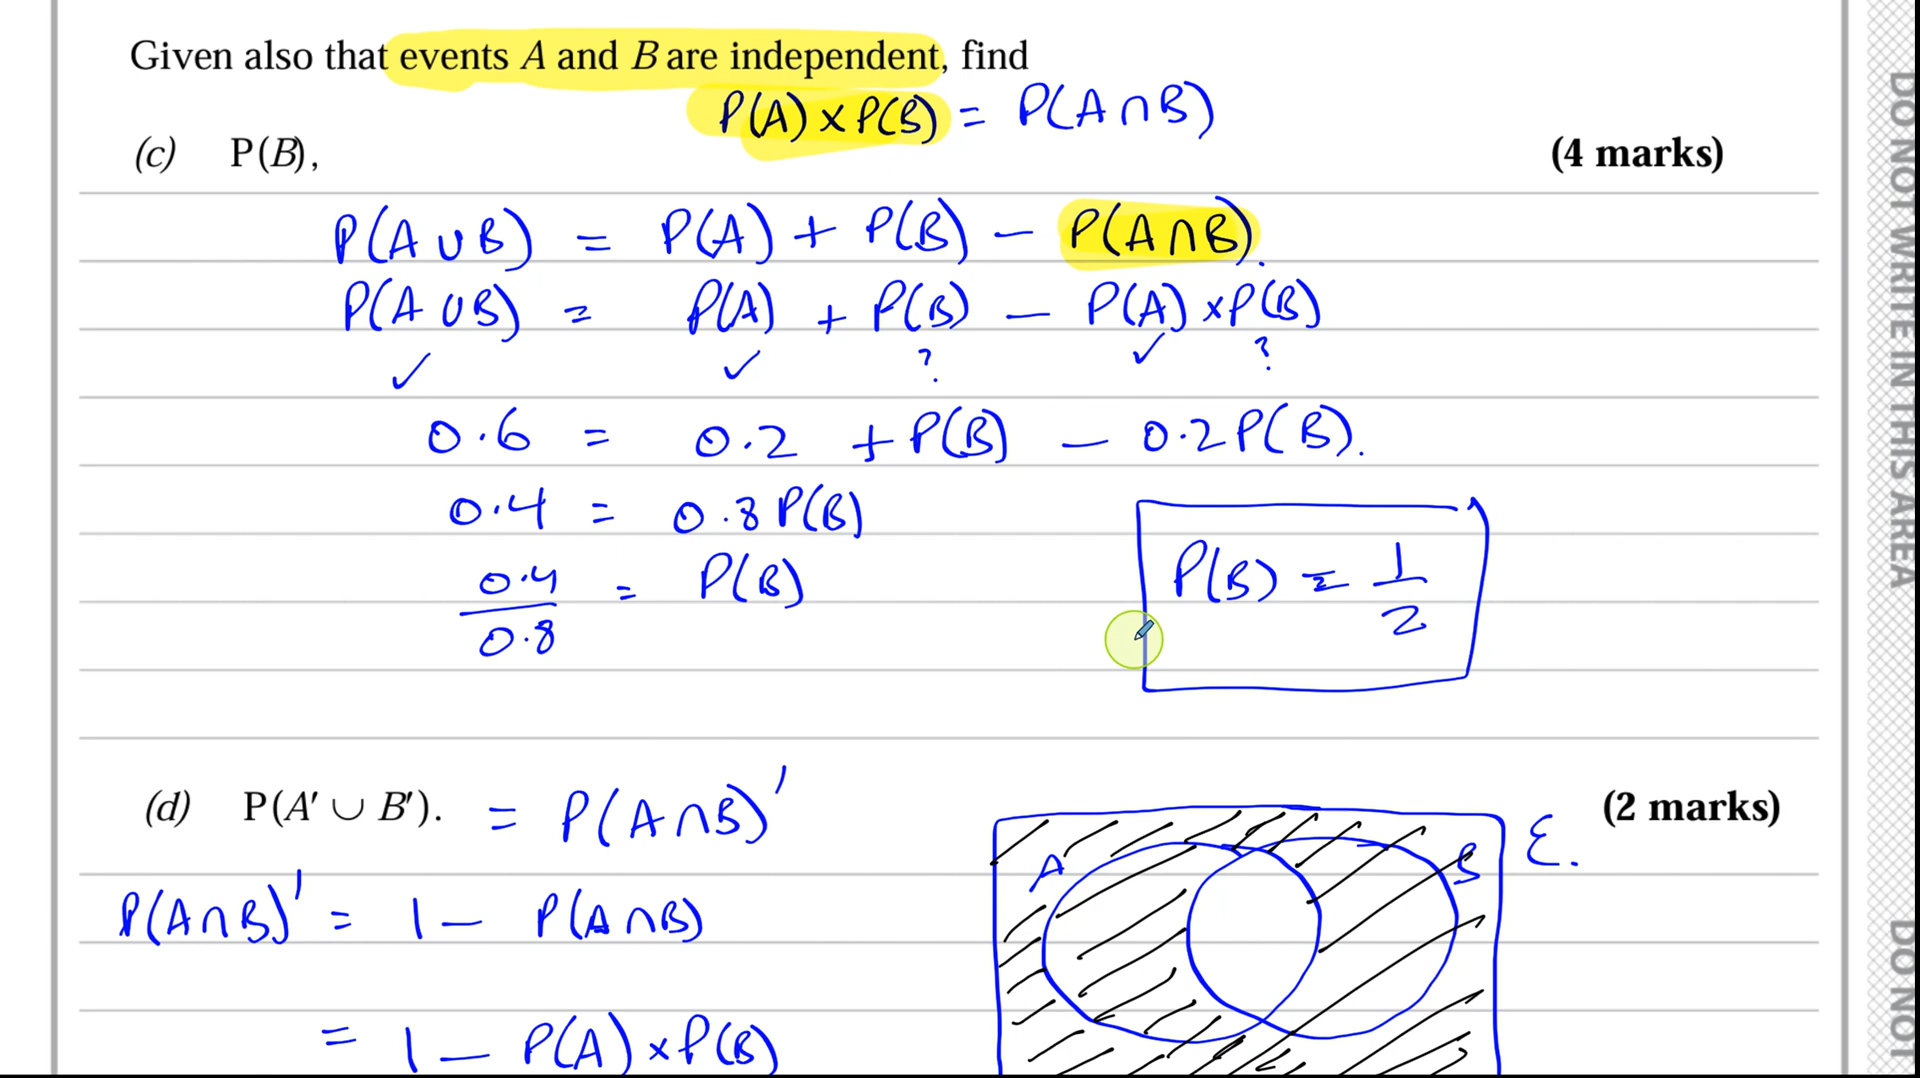 Given also that events A and B are independent, find
P(A) × P(B) = P(A ∩ B)
(c) P(B), (4 marks)
P(A ∪ B) = P(A) + P(B) − P(A ∩ B).
P(A ∪ B) = P(A) + P(B) − P(A) × P(B)
✓ ✓ ? ✓ ?
0.6 = 0.2 + P(B) − 0.2P(B).
0.4 = 0.8P(B)
0.4/0.8 = P(B)
P(B) = 1/2
(d) P(A′ ∪ B′). = P(A ∩ B)′ (2 marks)
P(A ∩ B)′ = 1 − P(A ∩ B)
= 1 − P(A) × P(B)
A B ℰ.
DO NOT WRITE IN THIS AREA
DO NOT